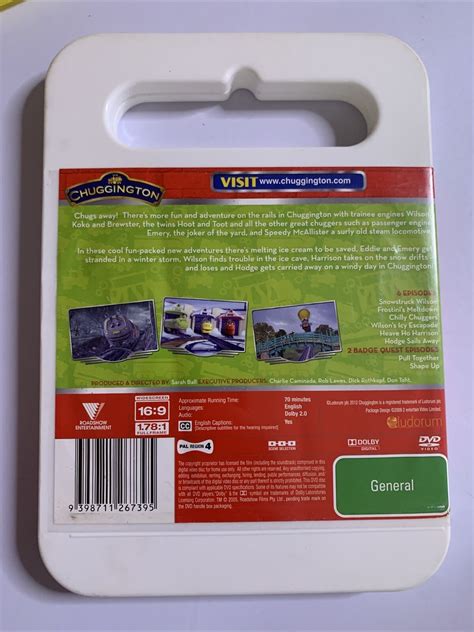 CHUGGINGTON
VISIT www.chuggington.com
Chugs away! There's more fun and adventure on the rails in Chuggington with trainee engines Wilson,
Koko and Brewster, the twins Hoot and Toot and all the other great chuggers such as passenger engine
Emery, the joker of the yard, and Speedy McAllister a surly old steam locomotive.
In these cool fun-packed new adventures there's melting ice cream to be saved, Eddie and Emery get
stranded in a winter storm, Wilson finds trouble in the ice cave, Harrison takes on the snow drifts -
and loses and Hodge gets carried away on a windy day in Chuggington!
6 EPISODES
Snowstruck Wilson
Frostini's Meltdown
Chilly Chuggers
Wilson's Icy Escapade
Heave Ho Harrison
Hodge Sails Away
2 BADGE QUEST EPISODES
Pull Together
Shape Up
PRODUCED & DIRECTED BY Sarah Ball EXECUTIVE PRODUCERS Charlie Caminada, Rob Lawes, Dick Rothkopf, Don Toht
ROADSHOW
ENTERTAINMENT
WIDESCREEN
16:9
1.78:1
FULLFRAME
Approximate Running Time: 70 minutes
Languages: English
Audio: Dolby 2.0
CC English Captions: Yes
PAL REGION 4
ludorum
DOLBY
DIGITAL
DVD
VIDEO
General
9 398711 267395